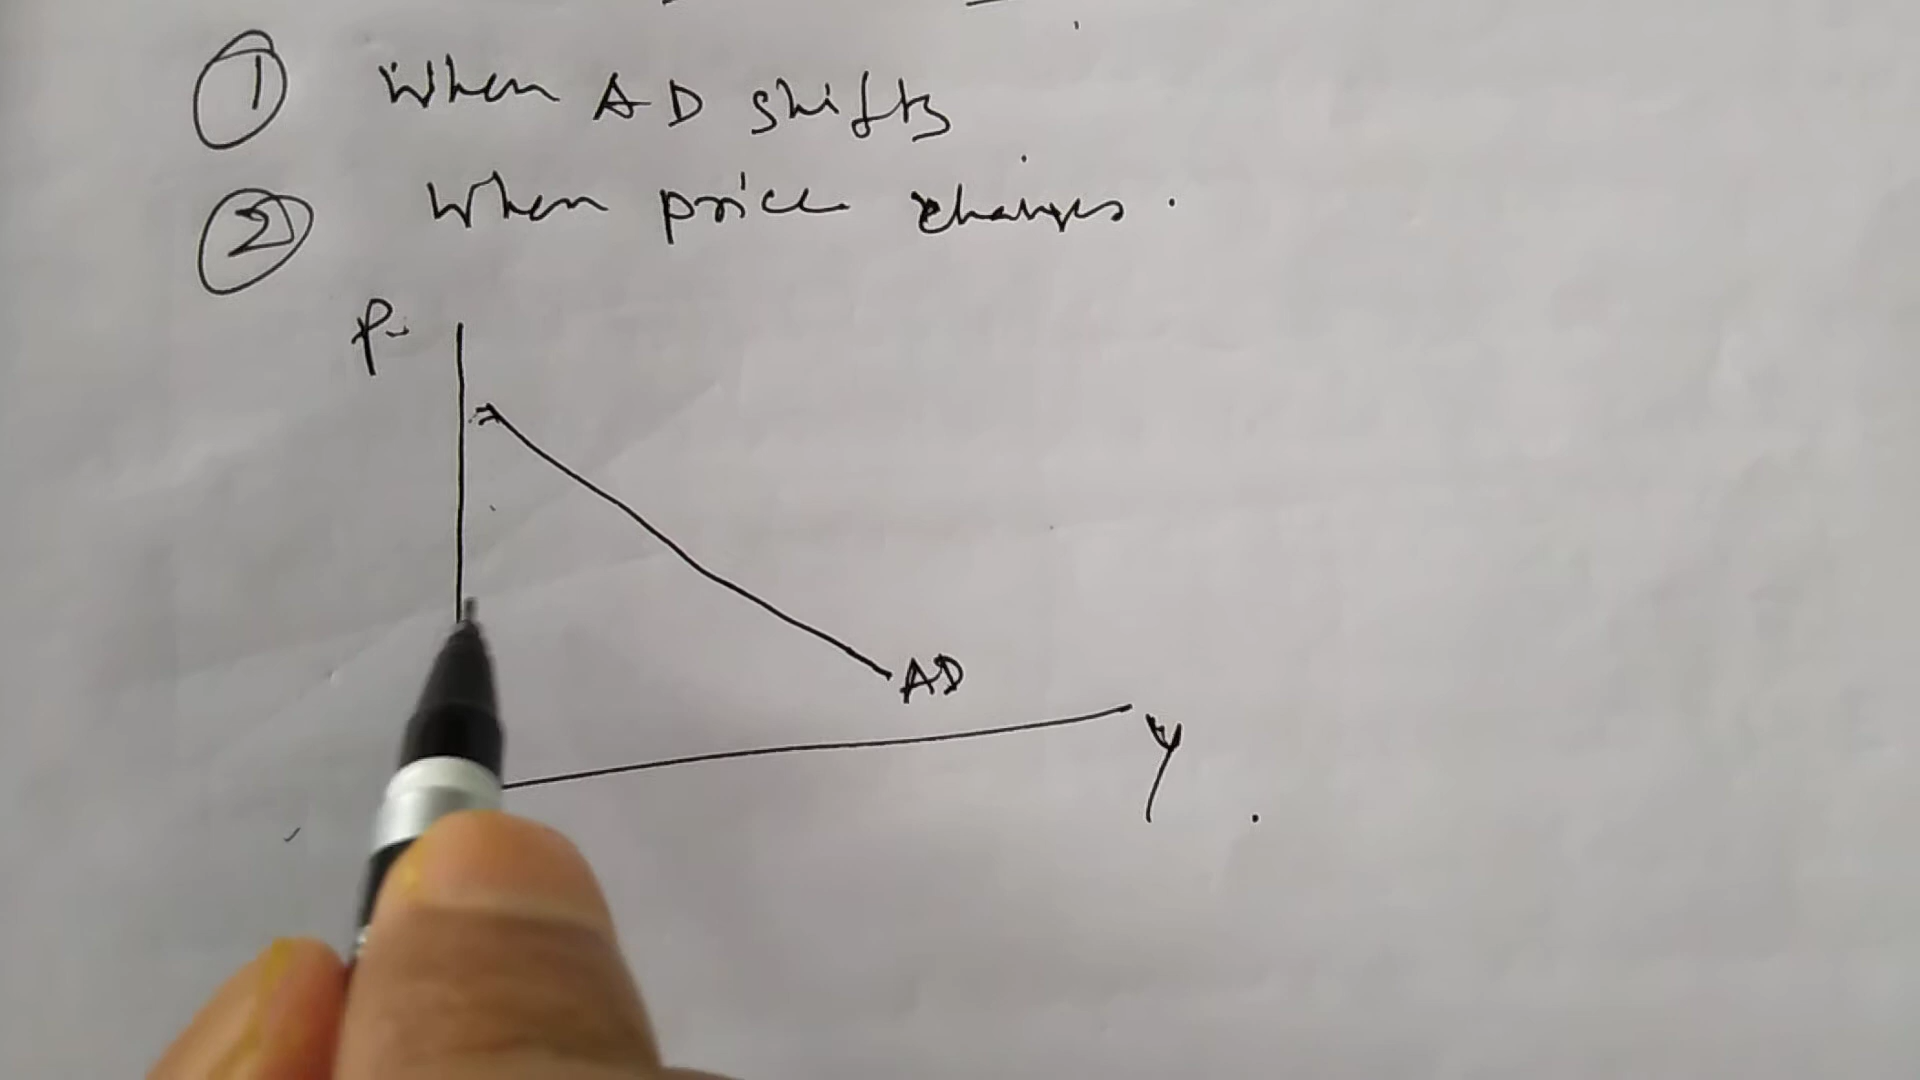 ① When AD shifts
② When price changes.
P
AD
Y